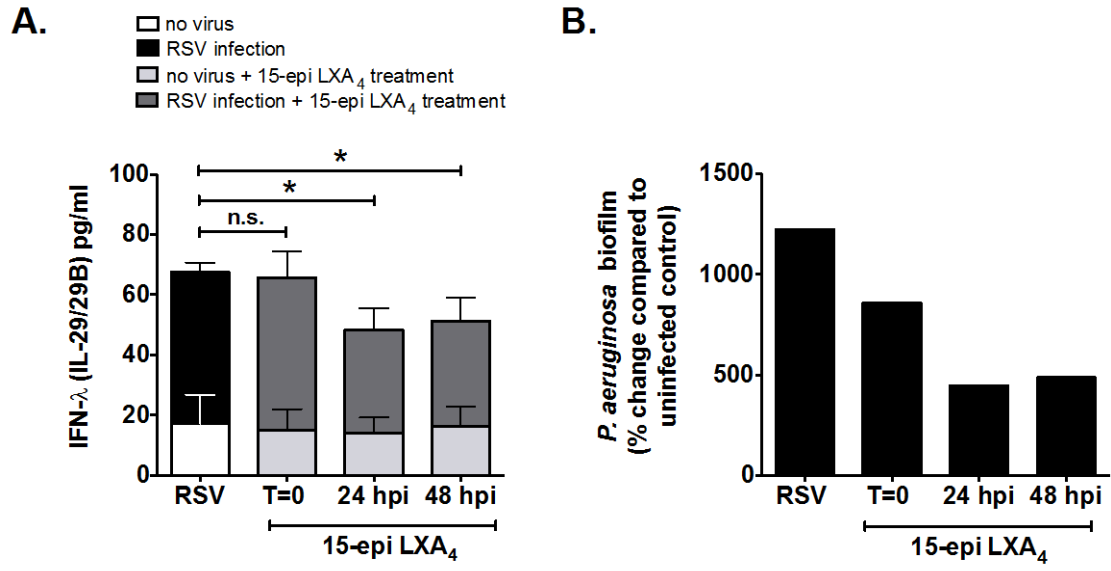 A.
no virus
RSV infection
no virus + 15-epi LXA₄ treatment
RSV infection + 15-epi LXA₄ treatment
IFN-λ (IL-29/29B) pg/ml
100
80
60
40
20
0
*
*
n.s.
RSV
T=0
24 hpi
48 hpi
15-epi LXA₄
B.
P. aeruginosa biofilm
(% change compared to
uninfected control)
1500
1000
500
0
RSV
T=0
24 hpi
48 hpi
15-epi LXA₄